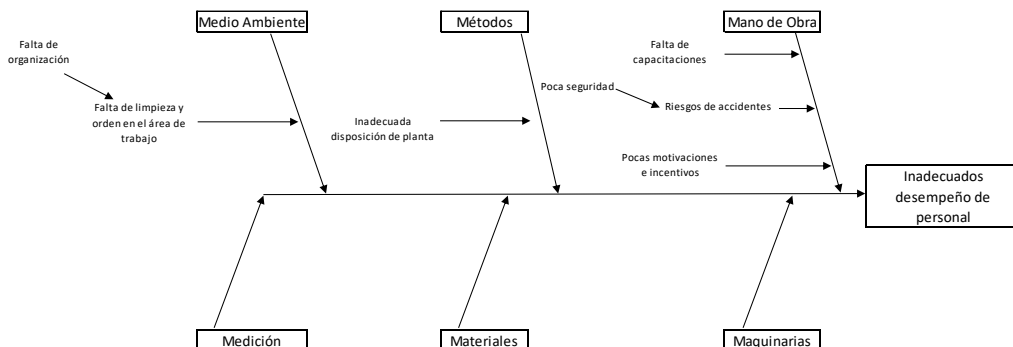 Medio Ambiente
Métodos
Mano de Obra
Falta de
organización
Falta de limpieza y
orden en el área de
trabajo
Inadecuada
disposición de planta
Falta de
capacitaciones
Poca seguridad
Riesgos de accidentes
Pocas motivaciones
e incentivos
Inadecuados
desempeño de
personal
Medición
Materiales
Maquinarias